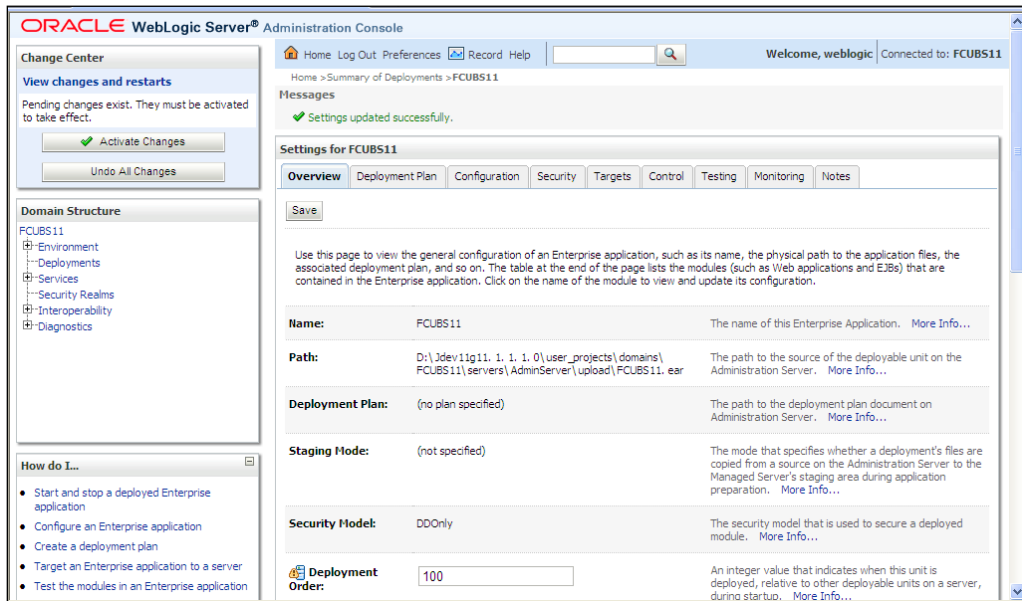 ORACLE WebLogic Server® Administration Console
Change Center
View changes and restarts
Pending changes exist. They must be activated
to take effect.
Activate Changes
Undo All Changes
Domain Structure
FCUBS11
Environment
Deployments
Services
Security Realms
Interoperability
Diagnostics
How do I...
Start and stop a deployed Enterprise
application
Configure an Enterprise application
Create a deployment plan
Target an Enterprise application to a server
Test the modules in an Enterprise application
Home Log Out Preferences Record Help
Welcome, weblogic Connected to: FCUBS11
Home >Summary of Deployments >FCUBS11
Messages
Settings updated successfully.
Settings for FCUBS11
Overview Deployment Plan Configuration Security Targets Control Testing Monitoring Notes
Save
Use this page to view the general configuration of an Enterprise application, such as its name, the physical path to the application files, the
associated deployment plan, and so on. The table at the end of the page lists the modules (such as Web applications and EJBs) that are
contained in the Enterprise application. Click on the name of the module to view and update its configuration.
Name: FCUBS11 The name of this Enterprise Application. More Info...
Path: D:\Jdev11g11. 1. 1. 1. 0\user_projects\domains\ The path to the source of the deployable unit on the
FCUBS11\servers\AdminServer\upload\FCUBS11. ear Administration Server. More Info...
Deployment Plan: (no plan specified) The path to the deployment plan document on
Administration Server. More Info...
Staging Mode: (not specified) The mode that specifies whether a deployment's files are
copied from a source on the Administration Server to the
Managed Server's staging area during application
preparation. More Info...
Security Model: DDOnly The security model that is used to secure a deployed
module. More Info...
Deployment 100 An integer value that indicates when this unit is
Order: deployed, relative to other deployable units on a server,
during startup. More Info...